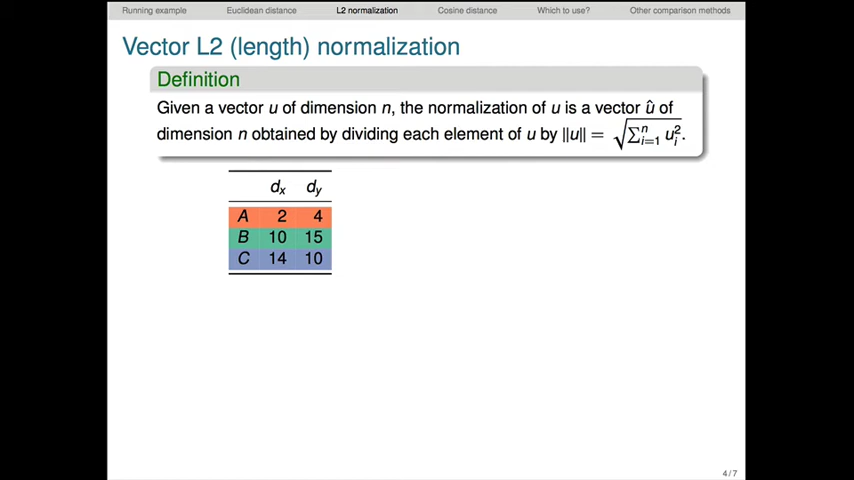 Running example Euclidean distance L2 normalization Cosine distance Which to use? Other comparison methods
Vector L2 (length) normalization
Definition
Given a vector u of dimension n, the normalization of u is a vector û of
dimension n obtained by dividing each element of u by ||u|| = √∑ⁿᵢ₌₁ uᵢ².
dₓ d_y
A 2 4
B 10 15
C 14 10
4 / 7